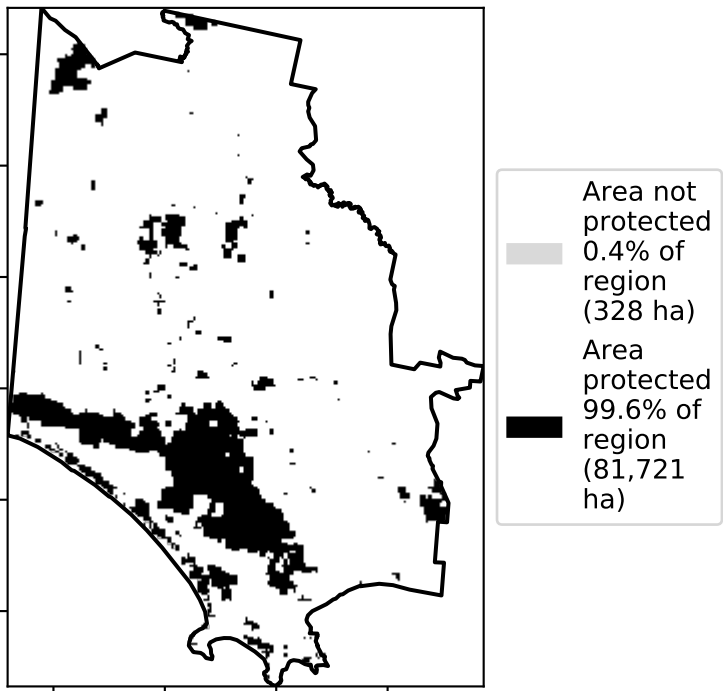 Area not
protected
0.4% of
region
(328 ha)
Area
protected
99.6% of
region
(81,721
ha)